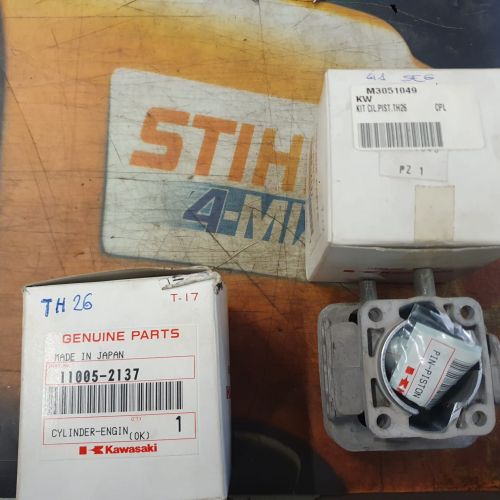 STIH
4-MI
M3051049
KW
KIT CIL.PIST.TH26 CPL
PZ 1
TH 26
T-17
GENUINE PARTS
MADE IN JAPAN
11005-2137
1
CYLINDER-ENGIN (OK)
Kawasaki
PIN-PISTON